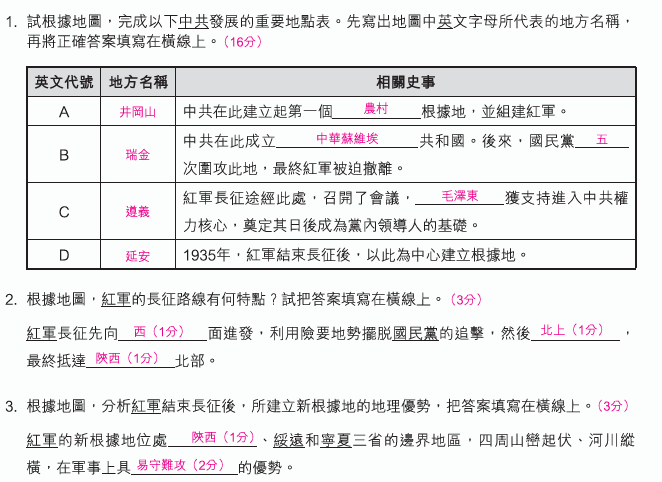 1. 試根據地圖，完成以下中共發展的重要地點表。先寫出地圖中英文字母所代表的地方名稱，
再將正確答案填寫在橫線上。（16分）
英文代號 地方名稱 相關史事
A 井岡山 中共在此建立起第一個 農村 根據地，並組建紅軍。
B 瑞金 中共在此成立 中華蘇維埃 共和國。後來，國民黨 五
次圍攻此地，最終紅軍被迫撤離。
C 遵義 紅軍長征途經此處，召開了會議， 毛澤東 獲支持進入中共權
力核心，奠定其日後成為黨內領導人的基礎。
D 延安 1935年，紅軍結束長征後，以此為中心建立根據地。
2. 根據地圖，紅軍的長征路線有何特點？試把答案填寫在橫線上。（3分）
紅軍長征先向 西（1分） 面進發，利用險要地勢擺脫國民黨的追擊，然後 北上（1分） ，
最終抵達 陝西（1分） 北部。
3. 根據地圖，分析紅軍結束長征後，所建立新根據地的地理優勢，把答案填寫在橫線上。（3分）
紅軍的新根據地位處 陝西（1分） 、綏遠和寧夏三省的邊界地區，四周山巒起伏、河川縱
橫，在軍事上具 易守難攻（2分） 的優勢。